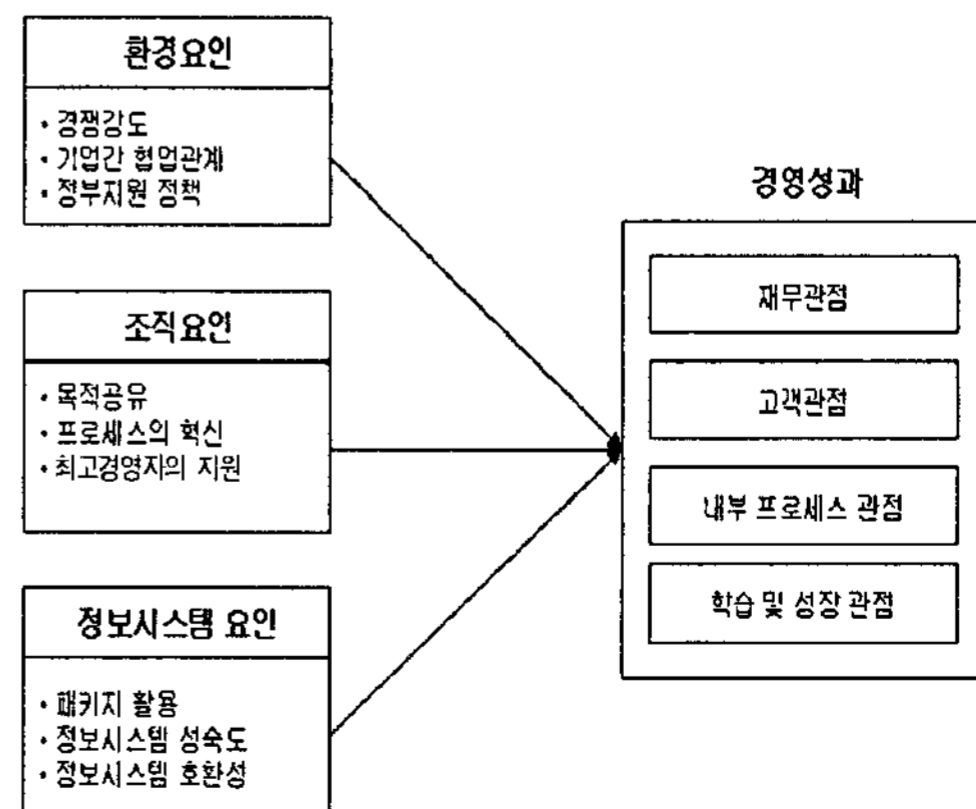 환경요인
• 경쟁강도
• 기업간 협업관계
• 정부지원 정책
조직요인
• 목적공유
• 프로세스의 혁신
• 최고경영자의 지원
정보시스템 요인
• 패키지 활용
• 정보시스템 성숙도
• 정보시스템 호환성
경영성과
재무관점
고객관점
내부 프로세스 관점
학습 및 성장 관점